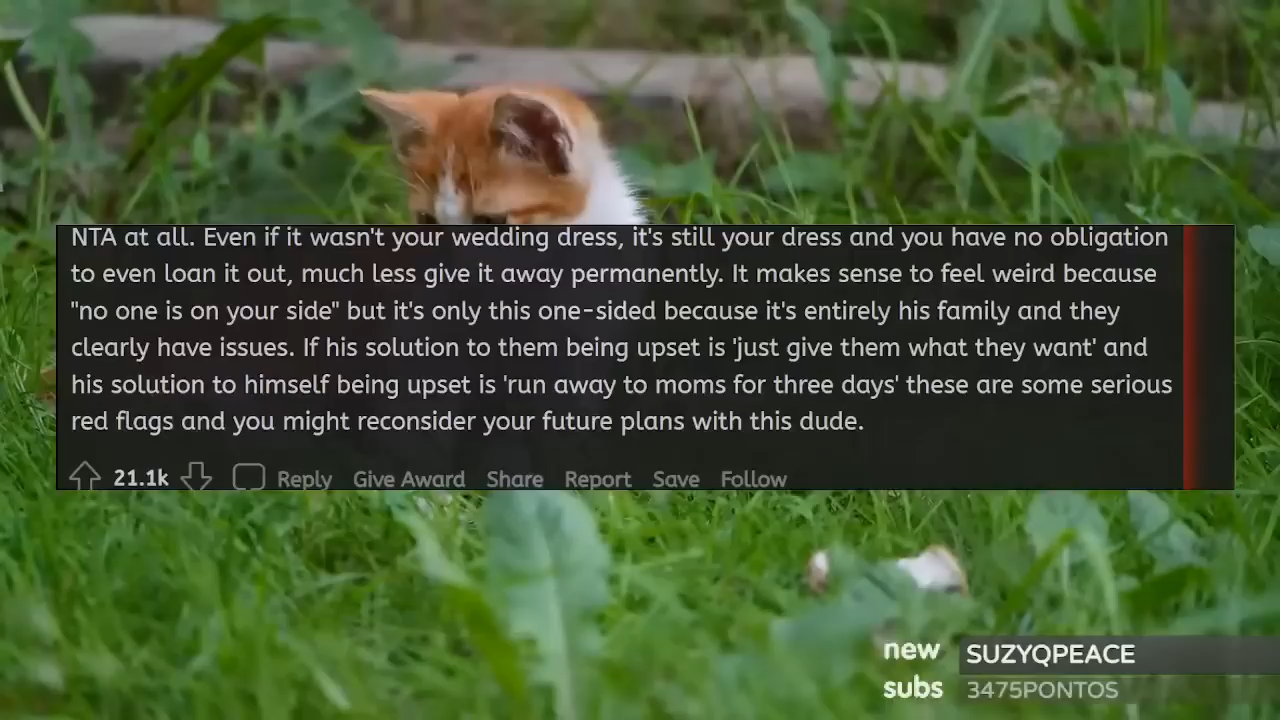 NTA at all. Even if it wasn't your wedding dress, it's still your dress and you have no obligation
to even loan it out, much less give it away permanently. It makes sense to feel weird because
"no one is on your side" but it's only this one-sided because it's entirely his family and they
clearly have issues. If his solution to them being upset is 'just give them what they want' and
his solution to himself being upset is 'run away to moms for three days' these are some serious
red flags and you might reconsider your future plans with this dude.
21.1k Reply Give Award Share Report Save Follow
new SUZYQPEACE
subs 3475PONTOS